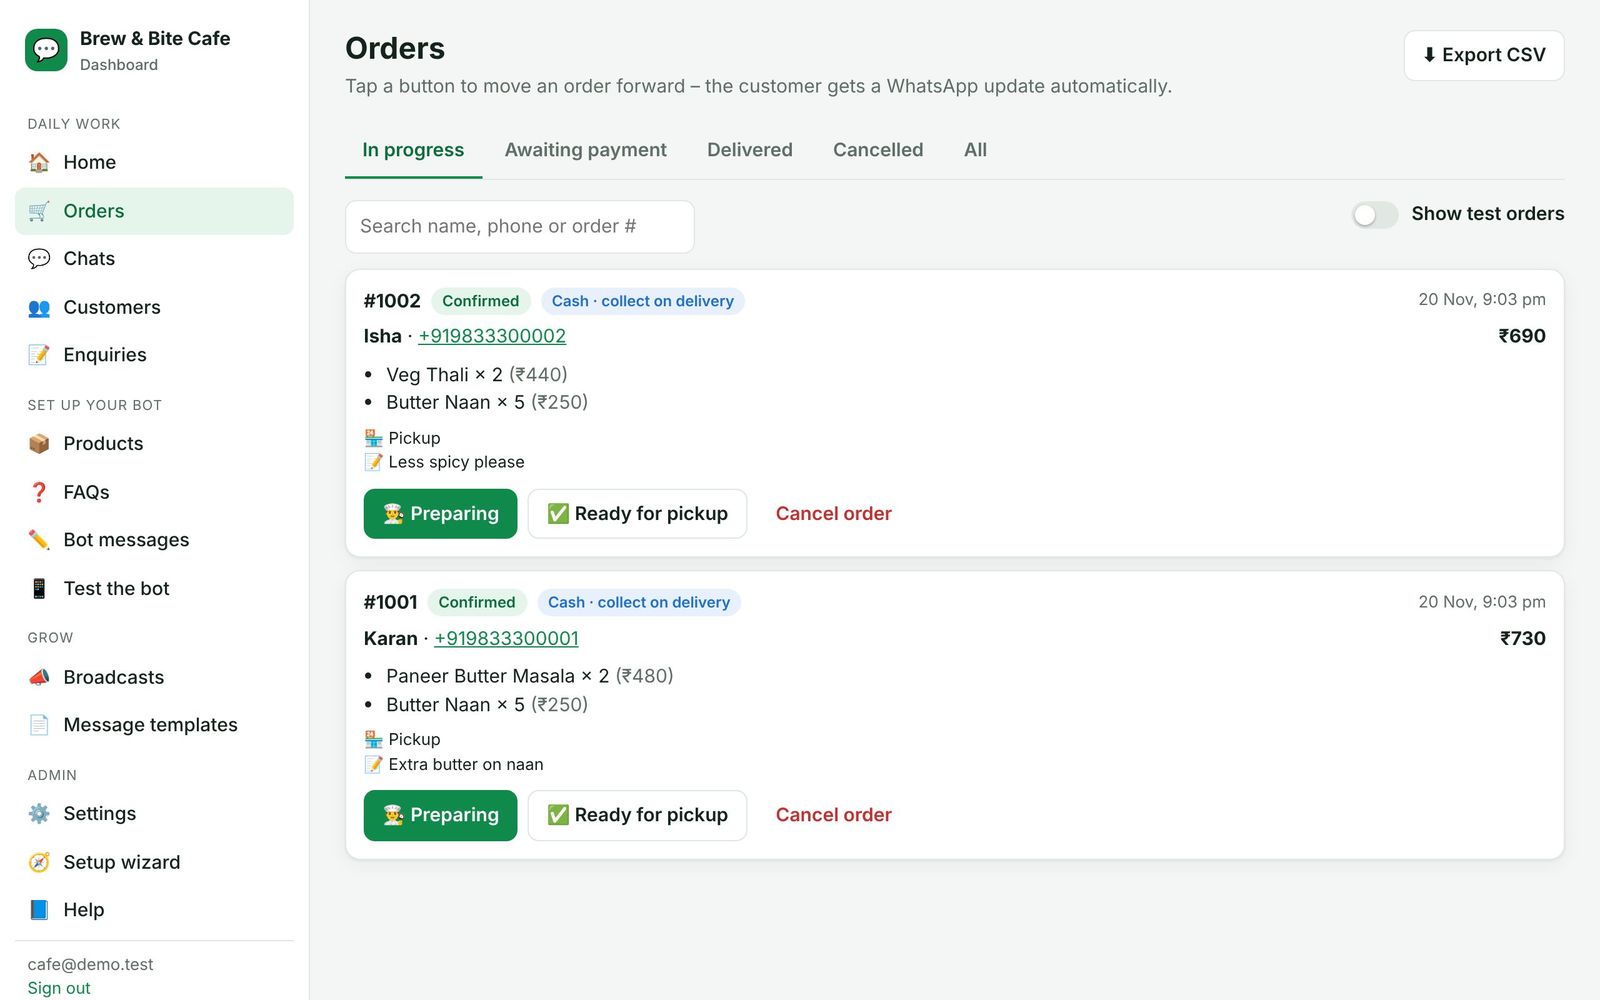 Brew & Bite Cafe
Dashboard
DAILY WORK
Home
Orders
Chats
Customers
Enquiries
SET UP YOUR BOT
Products
FAQs
Bot messages
Test the bot
GROW
Broadcasts
Message templates
ADMIN
Settings
Setup wizard
Help
cafe@demo.test
Sign out
Orders
Tap a button to move an order forward – the customer gets a WhatsApp update automatically.
⬇ Export CSV
In progress Awaiting payment Delivered Cancelled All
Search name, phone or order #
Show test orders
#1002 Confirmed Cash · collect on delivery 20 Nov, 9:03 pm
Isha · +919833300002 ₹690
• Veg Thali × 2 (₹440)
• Butter Naan × 5 (₹250)
Pickup
Less spicy please
Preparing ✅ Ready for pickup Cancel order
#1001 Confirmed Cash · collect on delivery 20 Nov, 9:03 pm
Karan · +919833300001 ₹730
• Paneer Butter Masala × 2 (₹480)
• Butter Naan × 5 (₹250)
Pickup
Extra butter on naan
Preparing ✅ Ready for pickup Cancel order